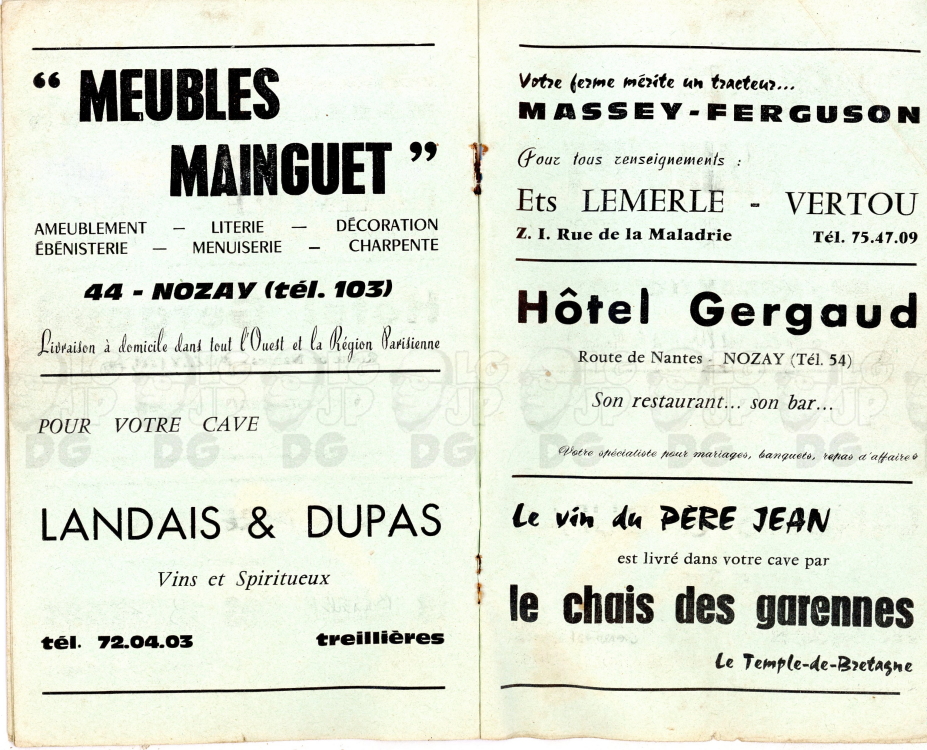 “ MEUBLES
MAINGUET ”
AMEUBLEMENT — LITERIE — DÉCORATION
ÉBÉNISTERIE — MENUISERIE — CHARPENTE
44 - NOZAY (tél. 103)
Livraison à domicile dans tout l'Ouest et la Région Parisienne
POUR VOTRE CAVE
LANDAIS & DUPAS
Vins et Spiritueux
tél. 72.04.03 treillières
Votre ferme mérite un tracteur...
MASSEY-FERGUSON
Pour tous renseignements :
Ets LEMERLE - VERTOU
Z. I. Rue de la Maladrie Tél. 75.47.09
Hôtel Gergaud
Route de Nantes - NOZAY (Tél. 54)
Son restaurant... son bar...
Votre spécialiste pour mariages, banquets, repas d'affaires
Le vin du PÈRE JEAN
est livré dans votre cave par
le chais des garennes
Le Temple-de-Bretagne